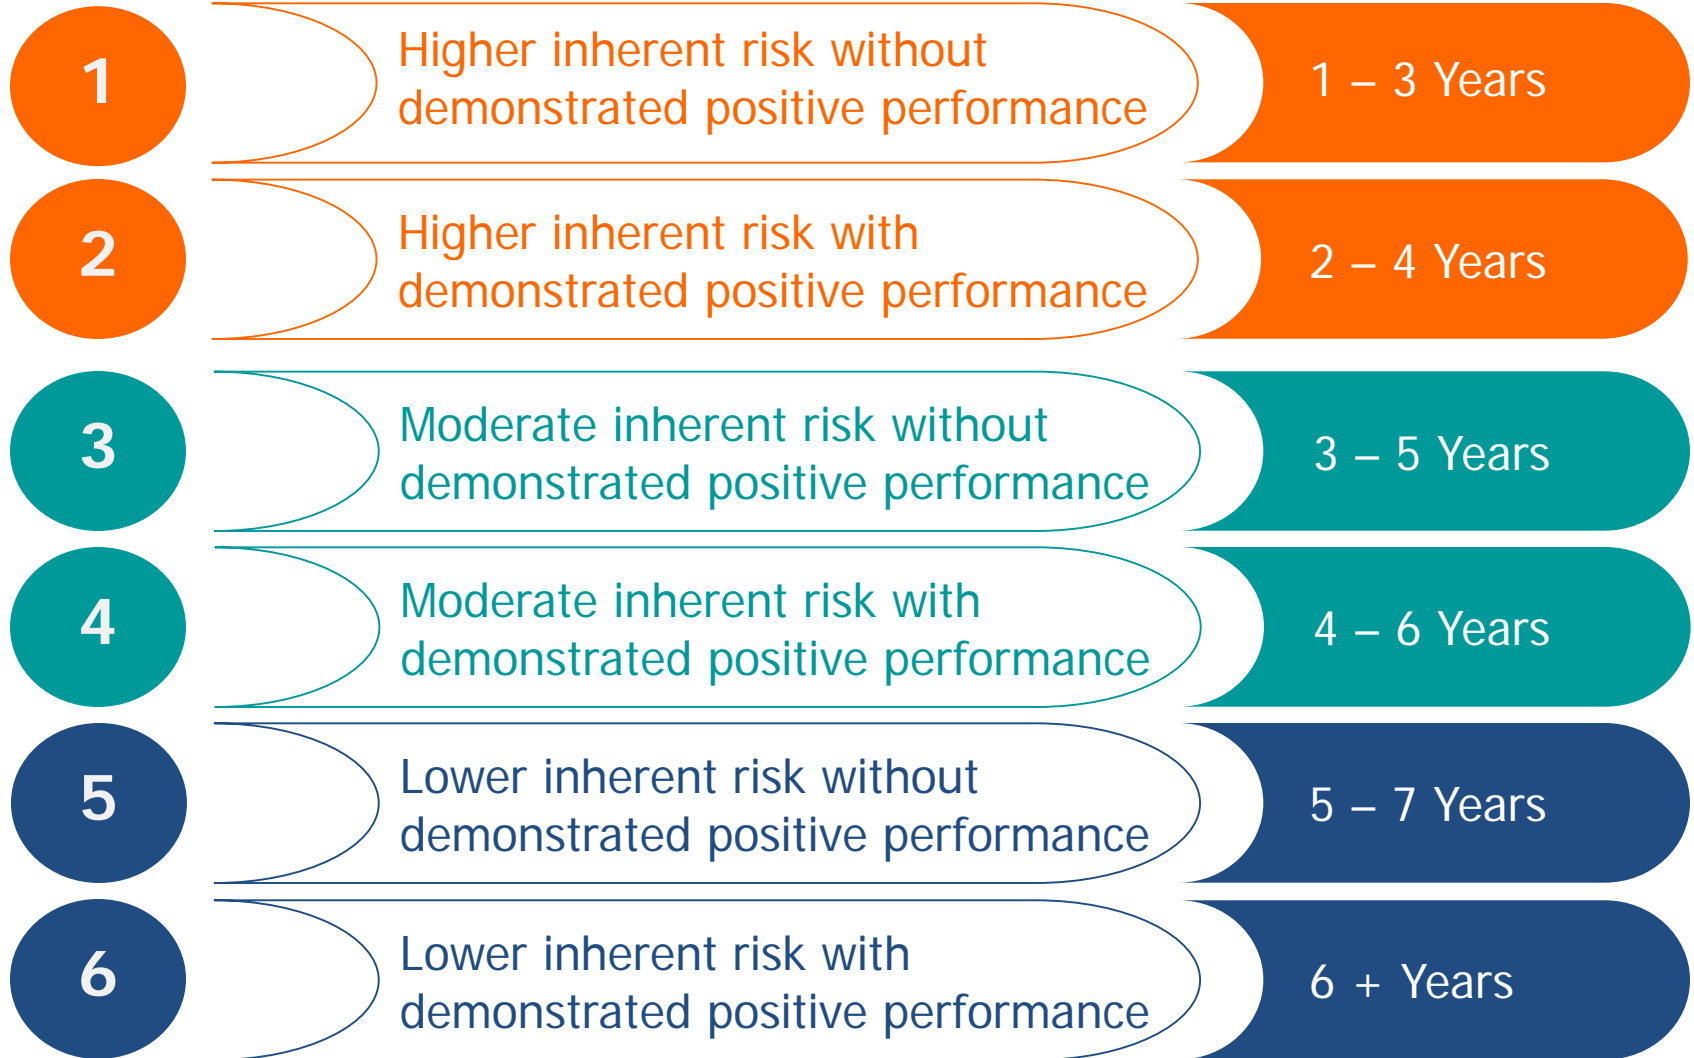 1
Higher inherent risk without
demonstrated positive performance
1 – 3 Years
2
Higher inherent risk with
demonstrated positive performance
2 – 4 Years
3
Moderate inherent risk without
demonstrated positive performance
3 – 5 Years
4
Moderate inherent risk with
demonstrated positive performance
4 – 6 Years
5
Lower inherent risk without
demonstrated positive performance
5 – 7 Years
6
Lower inherent risk with
demonstrated positive performance
6 + Years